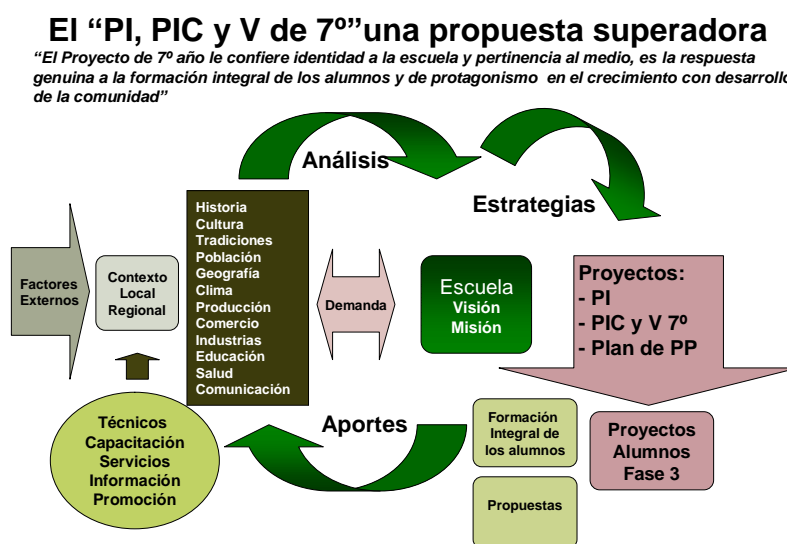 El “PI, PIC y V de 7º”una propuesta superadora
“El Proyecto de 7º año le confiere identidad a la escuela y pertinencia al medio, es la respuesta
genuina a la formación integral de los alumnos y de protagonismo en el crecimiento con desarrollo
de la comunidad”
Análisis
Estrategias
Factores
Externos
Contexto
Local
Regional
Historia
Cultura
Tradiciones
Población
Geografía
Clima
Producción
Comercio
Industrias
Educación
Salud
Comunicación
Demanda
Escuela
Visión
Misión
Proyectos:
- PI
- PIC y V 7º
- Plan de PP
Técnicos
Capacitación
Servicios
Información
Promoción
Aportes
Formación
Integral de
los alumnos
Proyectos
Alumnos
Fase 3
Propuestas